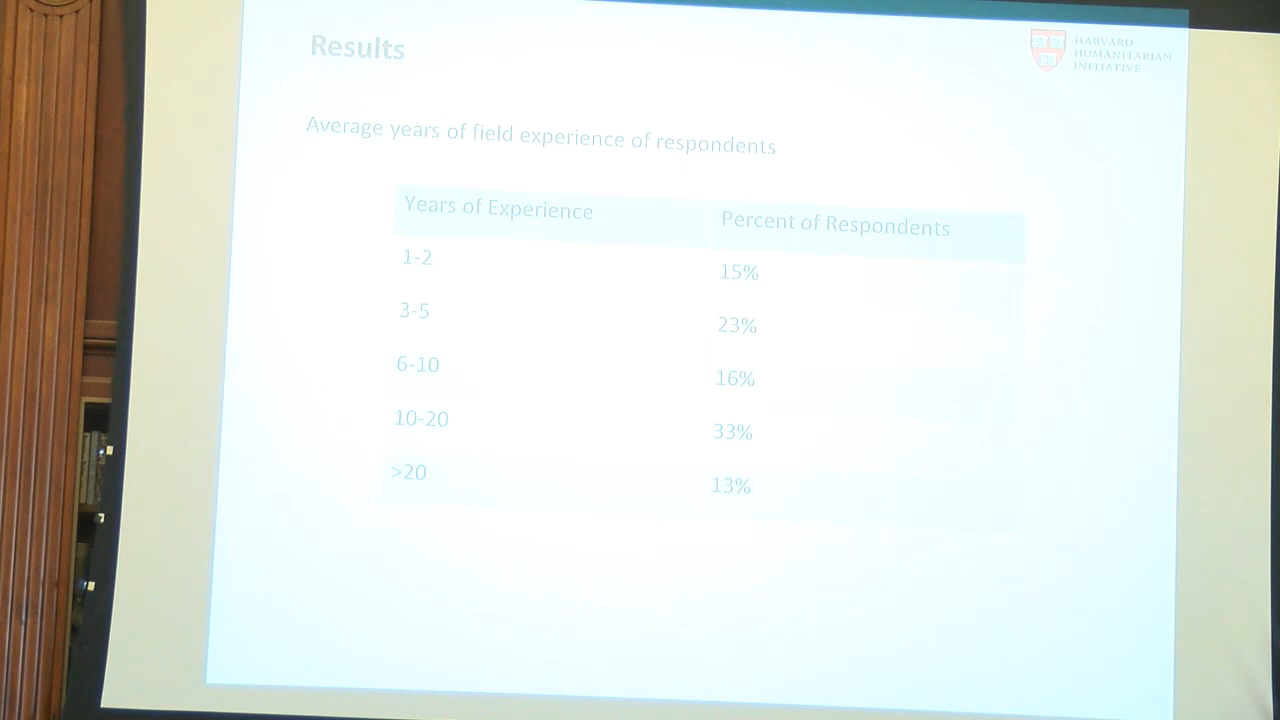 Results
HARVARD
HUMANITARIAN
INITIATIVE
Average years of field experience of respondents
Years of Experience Percent of Respondents
1-2 15%
3-5 23%
6-10 16%
10-20 33%
>20 13%